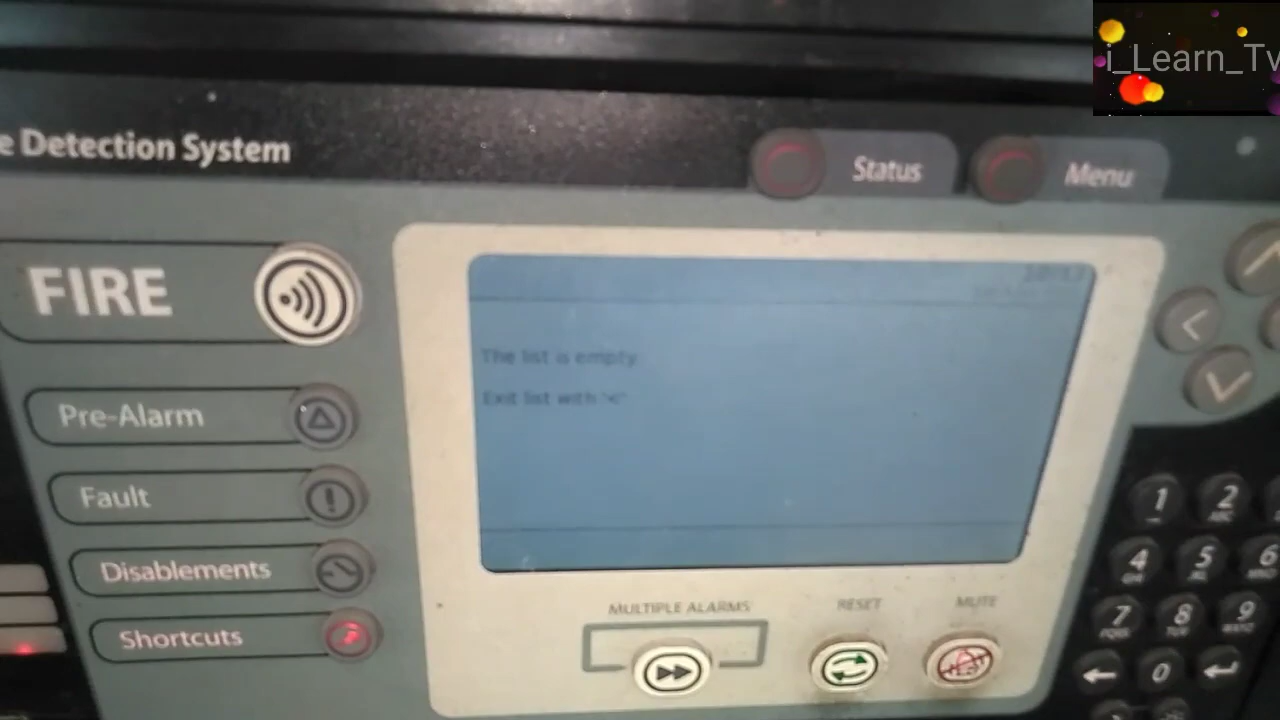 i_Learn_Tv
e Detection System
Status
Menu
FIRE
The list is empty
Exit list with '<'
Pre-Alarm
Fault
Disablements
Shortcuts
MULTIPLE ALARMS
RESET
MUTE
1 2
4 5 6
7 8 9
0